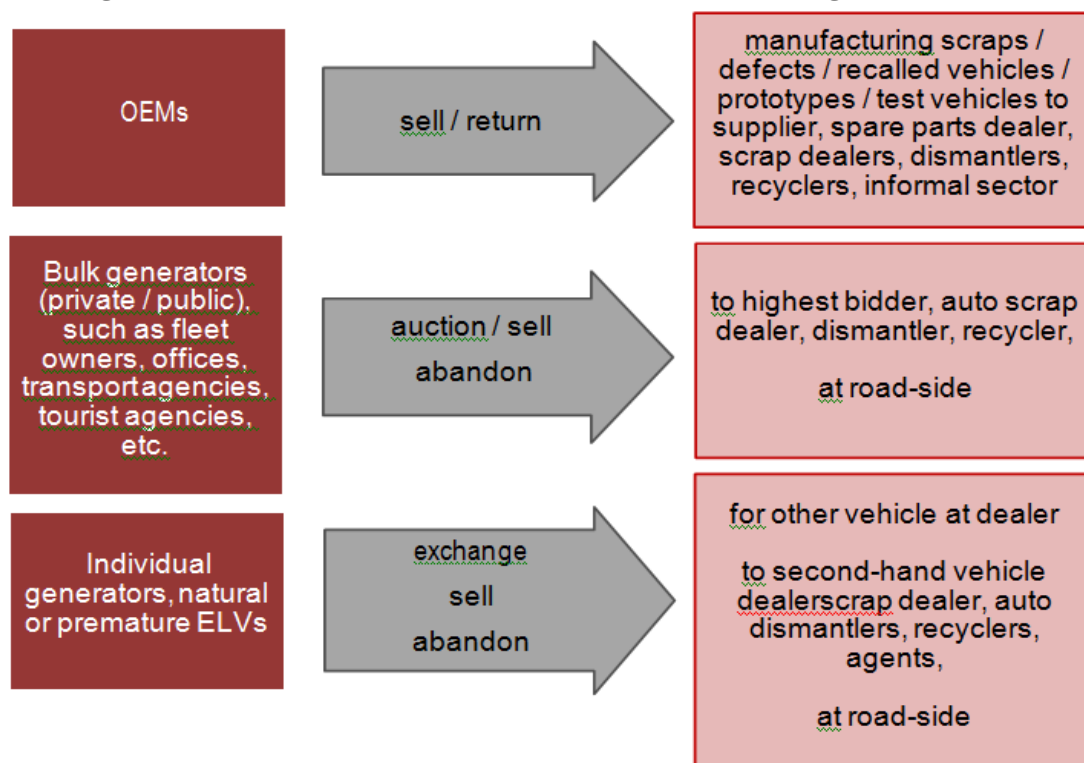 OEMs
sell / return
manufacturing scraps /
defects / recalled vehicles /
prototypes / test vehicles to
supplier, spare parts dealer,
scrap dealers, dismantlers,
recyclers, informal sector
Bulk generators
(private / public),
such as fleet
owners, offices,
transportagencies,
tourist agencies,
etc.
auction / sell
abandon
to highest bidder, auto scrap
dealer, dismantler, recycler,
at road-side
Individual
generators, natural
or premature ELVs
exchange
sell
abandon
for other vehicle at dealer
to second-hand vehicle
dealerscrap dealer, auto
dismantlers, recyclers,
agents,
at road-side